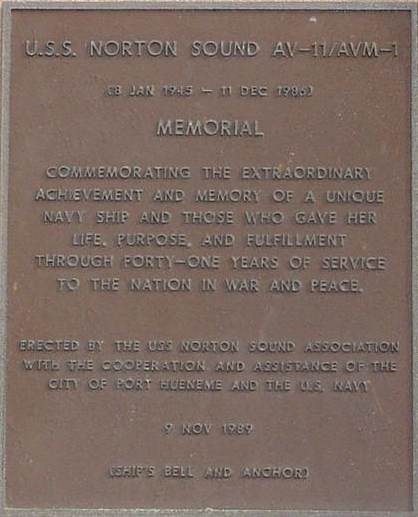 U.S.S. NORTON SOUND AV-11/AVM-1
(8 JAN 1945 - 11 DEC 1986)
MEMORIAL
COMMEMORATING THE EXTRAORDINARY
ACHIEVEMENT AND MEMORY OF A UNIQUE
NAVY SHIP AND THOSE WHO GAVE HER
LIFE, PURPOSE, AND FULFILLMENT
THROUGH FORTY-ONE YEARS OF SERVICE
TO THE NATION IN WAR AND PEACE.
ERECTED BY THE USS NORTON SOUND ASSOCIATION
WITH THE COOPERATION AND ASSISTANCE OF THE
CITY OF PORT HUENEME AND THE U.S. NAVY
9 NOV 1989
(SHIP'S BELL AND ANCHOR)